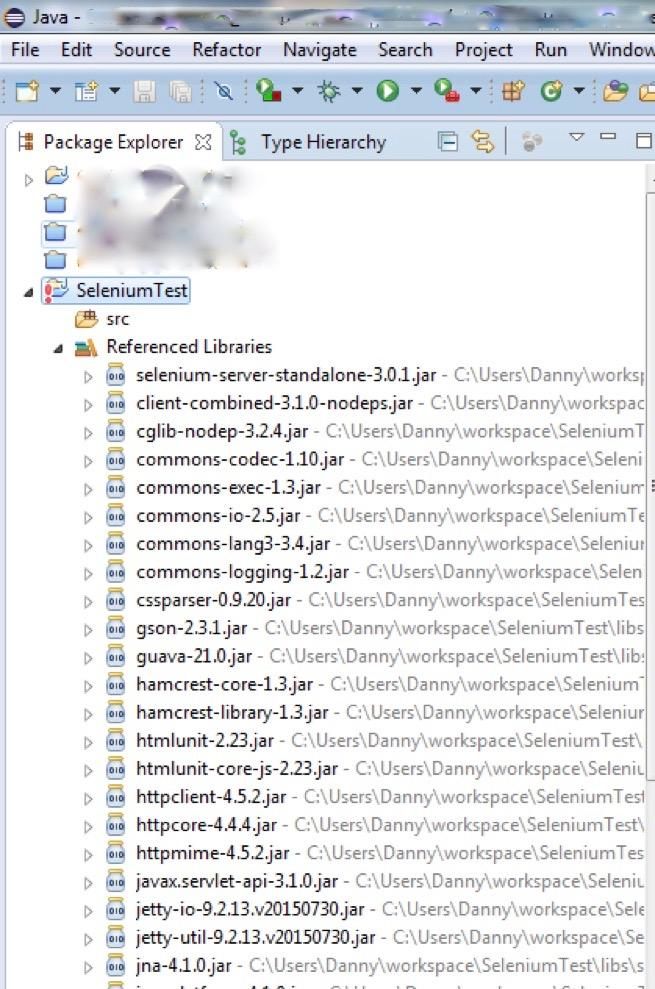 Java -
File Edit Source Refactor Navigate Search Project Run Window
Package Explorer Type Hierarchy
SeleniumTest
src
Referenced Libraries
selenium-server-standalone-3.0.1.jar - C:\Users\Danny\worksp
client-combined-3.1.0-nodeps.jar - C:\Users\Danny\workspac
cglib-nodep-3.2.4.jar - C:\Users\Danny\workspace\SeleniumT
commons-codec-1.10.jar - C:\Users\Danny\workspace\Seleni
commons-exec-1.3.jar - C:\Users\Danny\workspace\Selenium
commons-io-2.5.jar - C:\Users\Danny\workspace\SeleniumTe
commons-lang3-3.4.jar - C:\Users\Danny\workspace\Seleniur
commons-logging-1.2.jar - C:\Users\Danny\workspace\Selen
cssparser-0.9.20.jar - C:\Users\Danny\workspace\SeleniumTes
gson-2.3.1.jar - C:\Users\Danny\workspace\SeleniumTest\libs
guava-21.0.jar - C:\Users\Danny\workspace\SeleniumTest\libs
hamcrest-core-1.3.jar - C:\Users\Danny\workspace\Selenium
hamcrest-library-1.3.jar - C:\Users\Danny\workspace\Seleniur
htmlunit-2.23.jar - C:\Users\Danny\workspace\SeleniumTest\
htmlunit-core-js-2.23.jar - C:\Users\Danny\workspace\Seleniu
httpclient-4.5.2.jar - C:\Users\Danny\workspace\SeleniumTest
httpcore-4.4.4.jar - C:\Users\Danny\workspace\SeleniumTest\
httpmime-4.5.2.jar - C:\Users\Danny\workspace\SeleniumTes
javax.servlet-api-3.1.0.jar - C:\Users\Danny\workspace\Seleniu
jetty-io-9.2.13.v20150730.jar - C:\Users\Danny\workspace\Sele
jetty-util-9.2.13.v20150730.jar - C:\Users\Danny\workspace\Se
jna-4.1.0.jar - C:\Users\Danny\workspace\SeleniumTest\libs\s